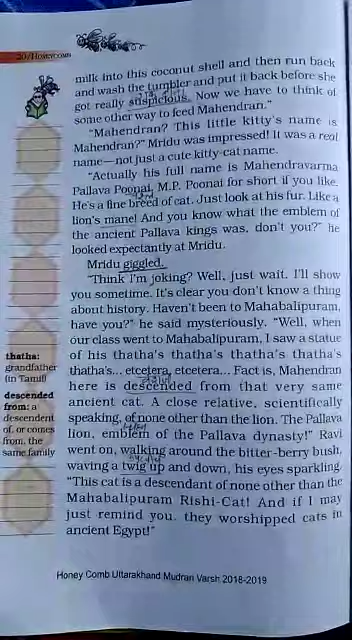 20/HONEYCOMB
milk into this coconut shell and then run back
and wash the tumbler and put it back before she
got really suspicious. Now we have to think of
some other way to feed Mahendran."
"Mahendran? This little kitty's name is
Mahendran?" Mridu was impressed! It was a real
name—not just a cute kitty-cat name.
"Actually his full name is Mahendravarma
Pallava Poonai, M.P. Poonai for short if you like.
He's a fine breed of cat. Just look at his fur. Like a
lion's mane! And you know what the emblem of
the ancient Pallava kings was, don't you?" he
looked expectantly at Mridu.
Mridu giggled.
"Think I'm joking? Well, just wait. I'll show
you sometime. It's clear you don't know a thing
about history. Haven't been to Mahabalipuram,
have you?" he said mysteriously. "Well, when
our class went to Mahabalipuram, I saw a statue
of his thatha's thatha's thatha's thatha's
thatha's... etcetera, etcetera... Fact is, Mahendran
here is descended from that very same
ancient cat. A close relative, scientifically
speaking, of none other than the lion. The Pallava
lion, emblem of the Pallava dynasty!" Ravi
went on, walking around the bitter-berry bush,
waving a twig up and down, his eyes sparkling.
"This cat is a descendant of none other than the
Mahabalipuram Rishi-Cat! And if I may
just remind you, they worshipped cats in
ancient Egypt!"
thatha:
grandfather
(in Tamil)
descended
from: a
descendent
of, or comes
from, the
same family
Honey Comb Uttarakhand Mudran Varsh 2018-2019